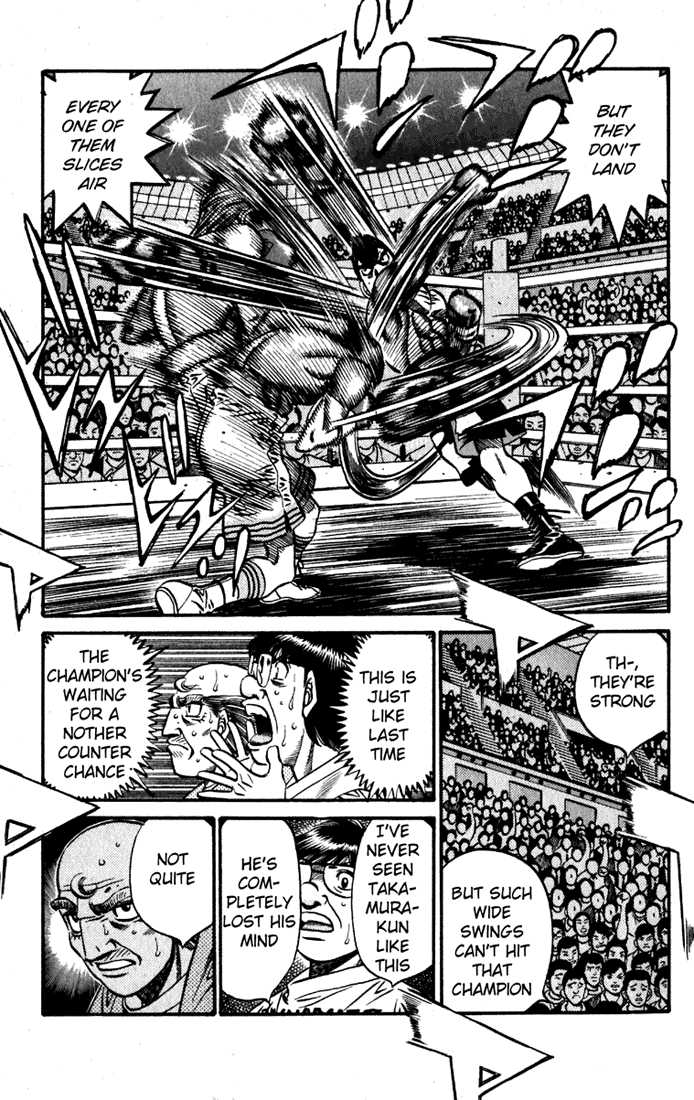 BUT
THEY
DON'T
LAND
EVERY
ONE OF
THEM
SLICES
AIR
TH-,
THEY'RE
STRONG
BUT SUCH
WIDE
SWINGS
CAN'T HIT
THAT
CHAMPION
THIS IS
JUST
LIKE
LAST
TIME
THE
CHAMPION'S
WAITING
FOR A
NOTHER
COUNTER
CHANCE
I'VE
NEVER
SEEN
TAKA-
MURA-
KUN
LIKE
THIS
HE'S
COM-
PLETELY
LOST HIS
MIND
NOT
QUITE